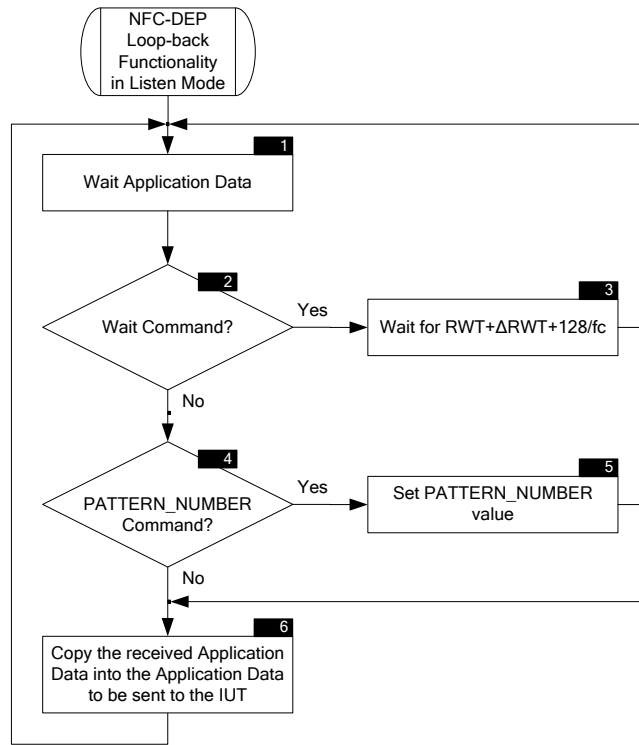 NFC-DEP
Loop-back
Functionality
in Listen Mode
1
Wait Application Data
2
Wait Command?
Yes
3
Wait for RWT+ΔRWT+128/fc
No
4
PATTERN_NUMBER
Command?
Yes
5
Set PATTERN_NUMBER
value
No
6
Copy the received Application
Data into the Application Data
to be sent to the IUT